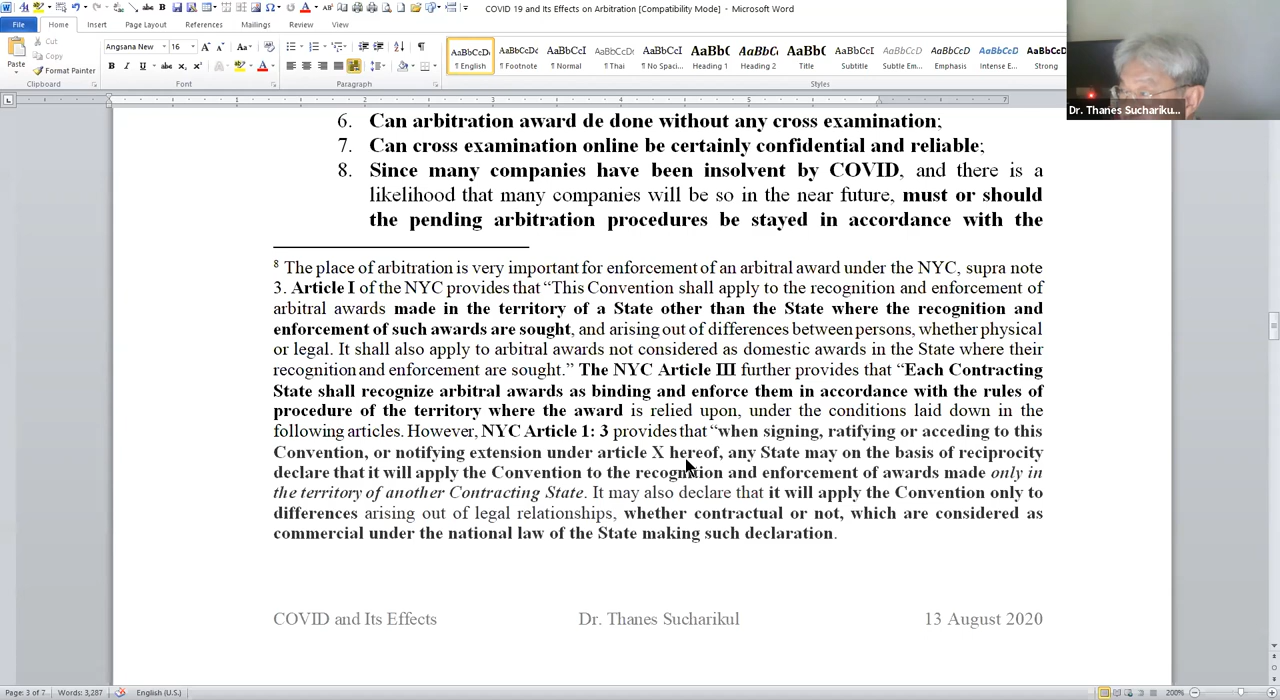 COVID 19 and Its Effects on Arbitration [Compatibility Mode] - Microsoft Word
File Home Insert Page Layout References Mailings Review View
Paste Cut Copy Format Painter
Angsana New 16
AaBbCcDı AaBbCcDc AaBbCcI AaBbCcDc AaBbCcI AaBbC AaBbC AaBb( AaBbCcI AaBbCcD AaBbCcD AaBbCcD AaBbCcD
¶ English ¶ Footnote ¶ Normal ¶ Thai ¶ No Spaci... Heading 1 Heading 2 Title Subtitle Subtle Em... Emphasis Intense E... Strong
Clipboard Font Paragraph Styles
Dr. Thanes Suchariku...
6. Can arbitration award de done without any cross examination;
7. Can cross examination online be certainly confidential and reliable;
8. Since many companies have been insolvent by COVID, and there is a
likelihood that many companies will be so in the near future, must or should
the pending arbitration procedures be stayed in accordance with the
8 The place of arbitration is very important for enforcement of an arbitral award under the NYC, supra note
3. Article I of the NYC provides that “This Convention shall apply to the recognition and enforcement of
arbitral awards made in the territory of a State other than the State where the recognition and
enforcement of such awards are sought, and arising out of differences between persons, whether physical
or legal. It shall also apply to arbitral awards not considered as domestic awards in the State where their
recognition and enforcement are sought.” The NYC Article III further provides that “Each Contracting
State shall recognize arbitral awards as binding and enforce them in accordance with the rules of
procedure of the territory where the award is relied upon, under the conditions laid down in the
following articles. However, NYC Article 1: 3 provides that “when signing, ratifying or acceding to this
Convention, or notifying extension under article X hereof, any State may on the basis of reciprocity
declare that it will apply the Convention to the recognition and enforcement of awards made only in
the territory of another Contracting State. It may also declare that it will apply the Convention only to
differences arising out of legal relationships, whether contractual or not, which are considered as
commercial under the national law of the State making such declaration.
COVID and Its Effects Dr. Thanes Sucharikul 13 August 2020
Page: 3 of 7 Words: 3,287 English (U.S.) 200%